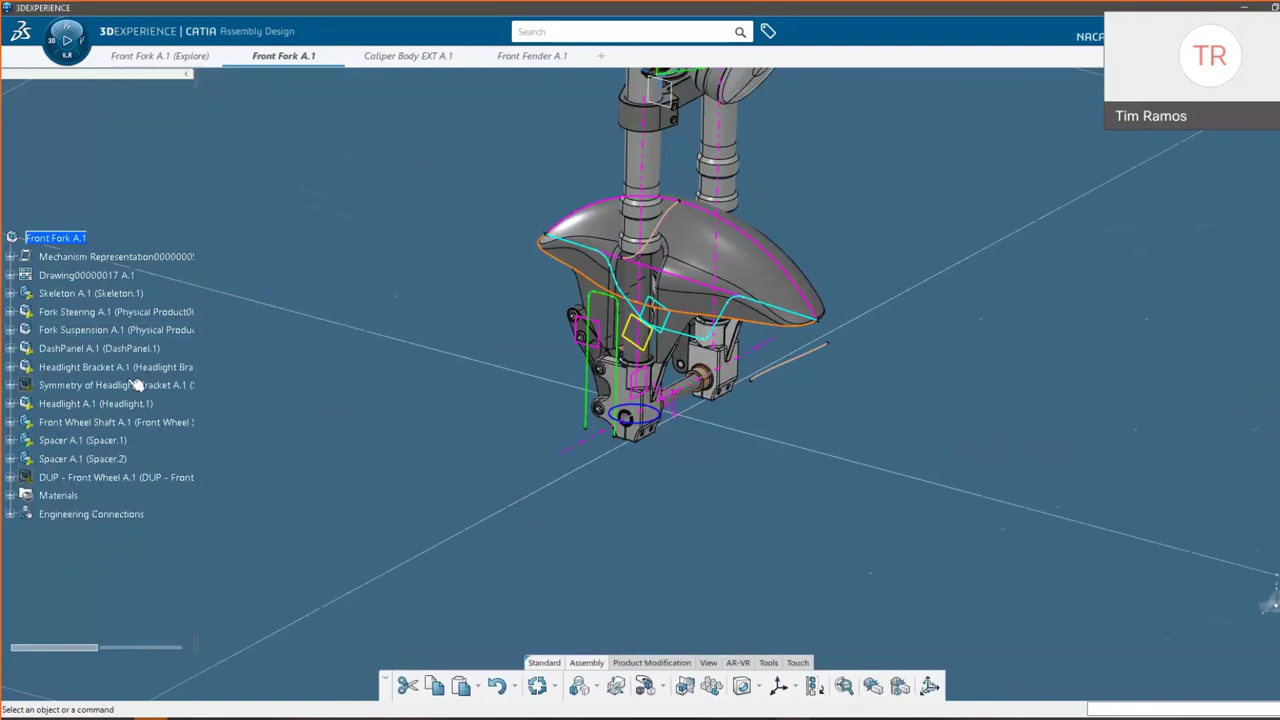 3DEXPERIENCE
3DEXPERIENCE | CATIA Assembly Design
Search
NACA
3D
V.R
Front Fork A.1 (Explore)
Front Fork A.1
Caliper Body EXT A.1
Front Fender A.1
TR
Tim Ramos
Front Fork A.1
Mechanism Representation0000000
Drawing00000017 A.1
Skeleton A.1 (Skeleton.1)
Fork Steering A.1 (Physical Product0
Fork Suspension A.1 (Physical Produ
DashPanel A.1 (DashPanel.1)
Headlight Bracket A.1 (Headlight Bra
Symmetry of Headlight Bracket A.1 (
Headlight A.1 (Headlight.1)
Front Wheel Shaft A.1 (Front Wheel
Spacer A.1 (Spacer.1)
Spacer A.1 (Spacer.2)
DUP - Front Wheel A.1 (DUP - Front
Materials
Engineering Connections
Standard Assembly Product Modification View AR-VR Tools Touch
Select an object or a command